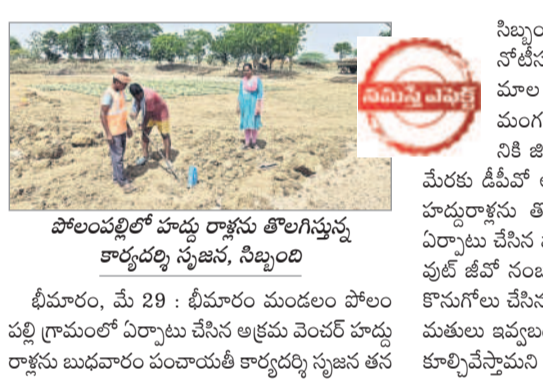 పోలంపల్లిలో హద్దు రాళ్లను తొలగిస్తున్న
కార్యదర్శి సృజన, సిబ్బంది
భీమారం, మే 29 : భీమారం మండలం పోలం
పల్లి గ్రామంలో ఏర్పాటు చేసిన అక్రమ వెంచర్ హద్దు
రాళ్లను బుధవారం పంచాయతీ కార్యదర్శి సృజన తన
నిమిస్తే ఎఫెక్ట్
నోటీస
మాల
మంగ
నికి జి
మేరకు డీపీవో
హద్దురాళ్లను
ఏర్పాటు చేసిన
వుట్ జీవో నంబ
కొనుగోలు చేసిన
మతులు ఇవ్వబ
కూల్చివేస్తామని